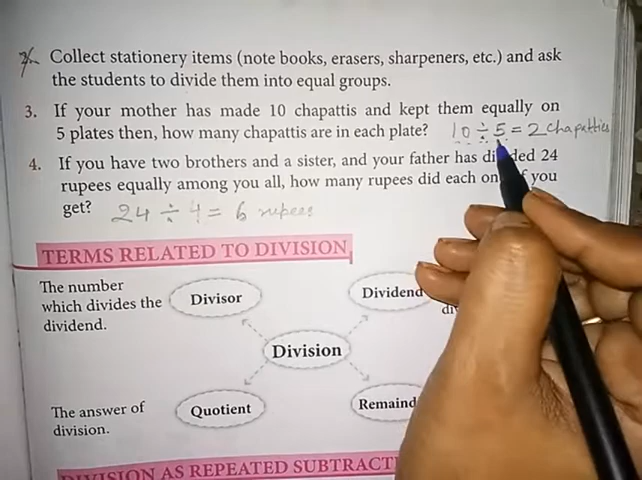 Collect stationery items (note books, erasers, sharpeners, etc.) and ask
the students to divide them into equal groups.
3. If your mother has made 10 chapattis and kept them equally on
5 plates then, how many chapattis are in each plate? 10 ÷ 5 = 2 chapatties
4. If you have two brothers and a sister, and your father has divided 24
rupees equally among you all, how many rupees did each one of you
get? 24 ÷ 4 = 6 rupees
TERMS RELATED TO DIVISION
The number
which divides the
dividend.
Divisor
Dividend
Division
The answer of
division.
Quotient
Remaind
DIVISION AS REPEATED SUBTRACT